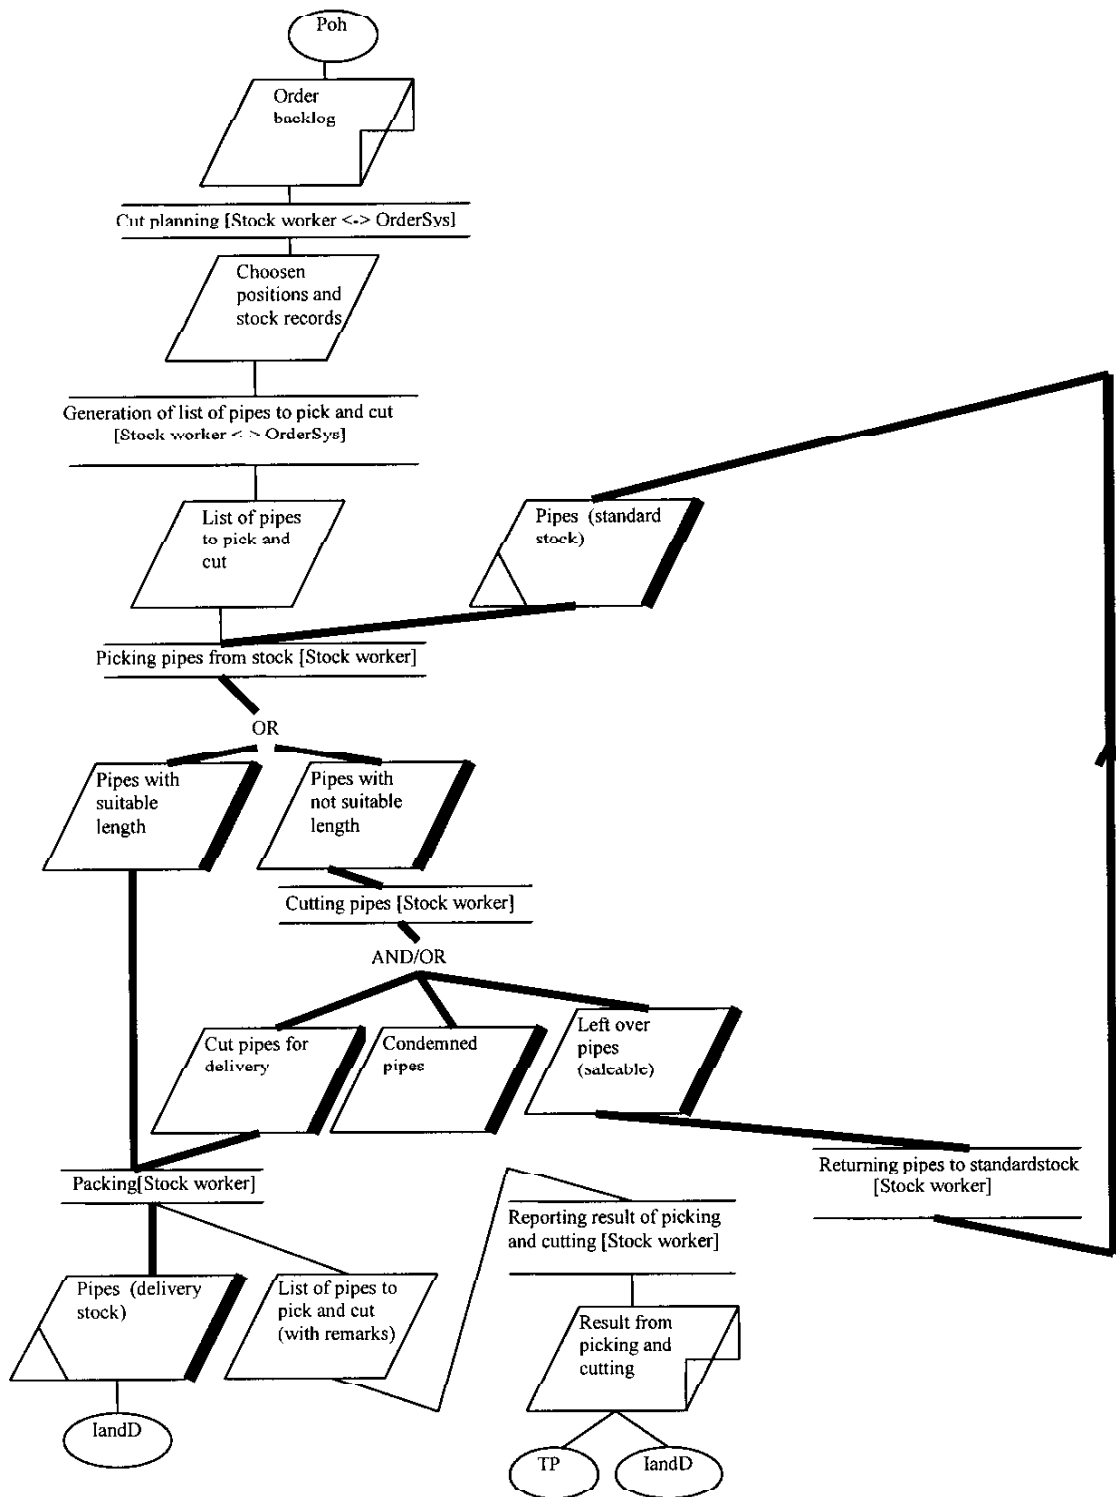 Poh
Order
backlog
Cut planning [Stock worker <-> OrderSys]
Choosen
positions and
stock records
Generation of list of pipes to pick and cut
[Stock worker < > OrderSys]
List of pipes
to pick and
cut
Pipes (standard
stock)
Picking pipes from stock [Stock worker]
OR
Pipes with
suitable
length
Pipes with
not suitable
length
Cutting pipes [Stock worker]
AND/OR
Cut pipes for
delivery
Condemned
pipes
Left over
pipes
(saleable)
Packing[Stock worker]
Returning pipes to standardstock
[Stock worker]
Reporting result of picking
and cutting [Stock worker]
Pipes (delivery
stock)
List of pipes to
pick and cut
(with remarks)
Result from
picking and
cutting
IandD
TP
IandD